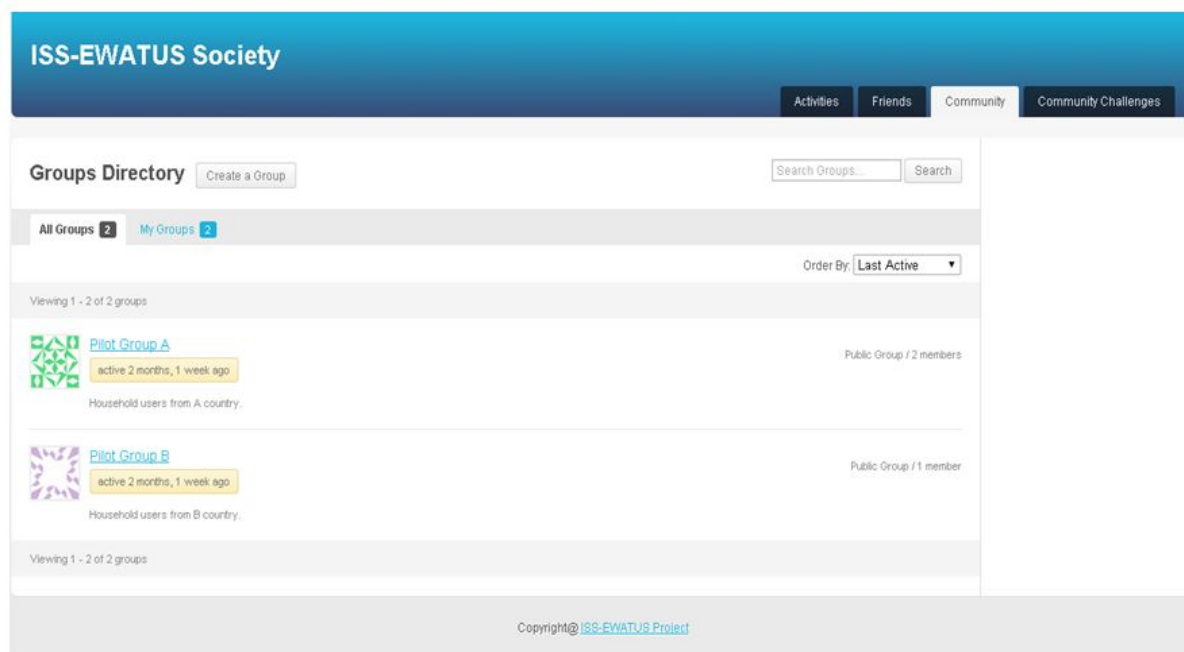 ISS-EWATUS Society
Activities Friends Community Community Challenges
Groups Directory Create a Group Search Groups... Search
All Groups 2 My Groups 2
Order By: Last Active
Viewing 1 - 2 of 2 groups
Pilot Group A
Public Group / 2 members
active 2 months, 1 week ago
Household users from A country.
Pilot Group B
Public Group / 1 member
active 2 months, 1 week ago
Household users from B country.
Viewing 1 - 2 of 2 groups
Copyright@ ISS-EWATUS Project